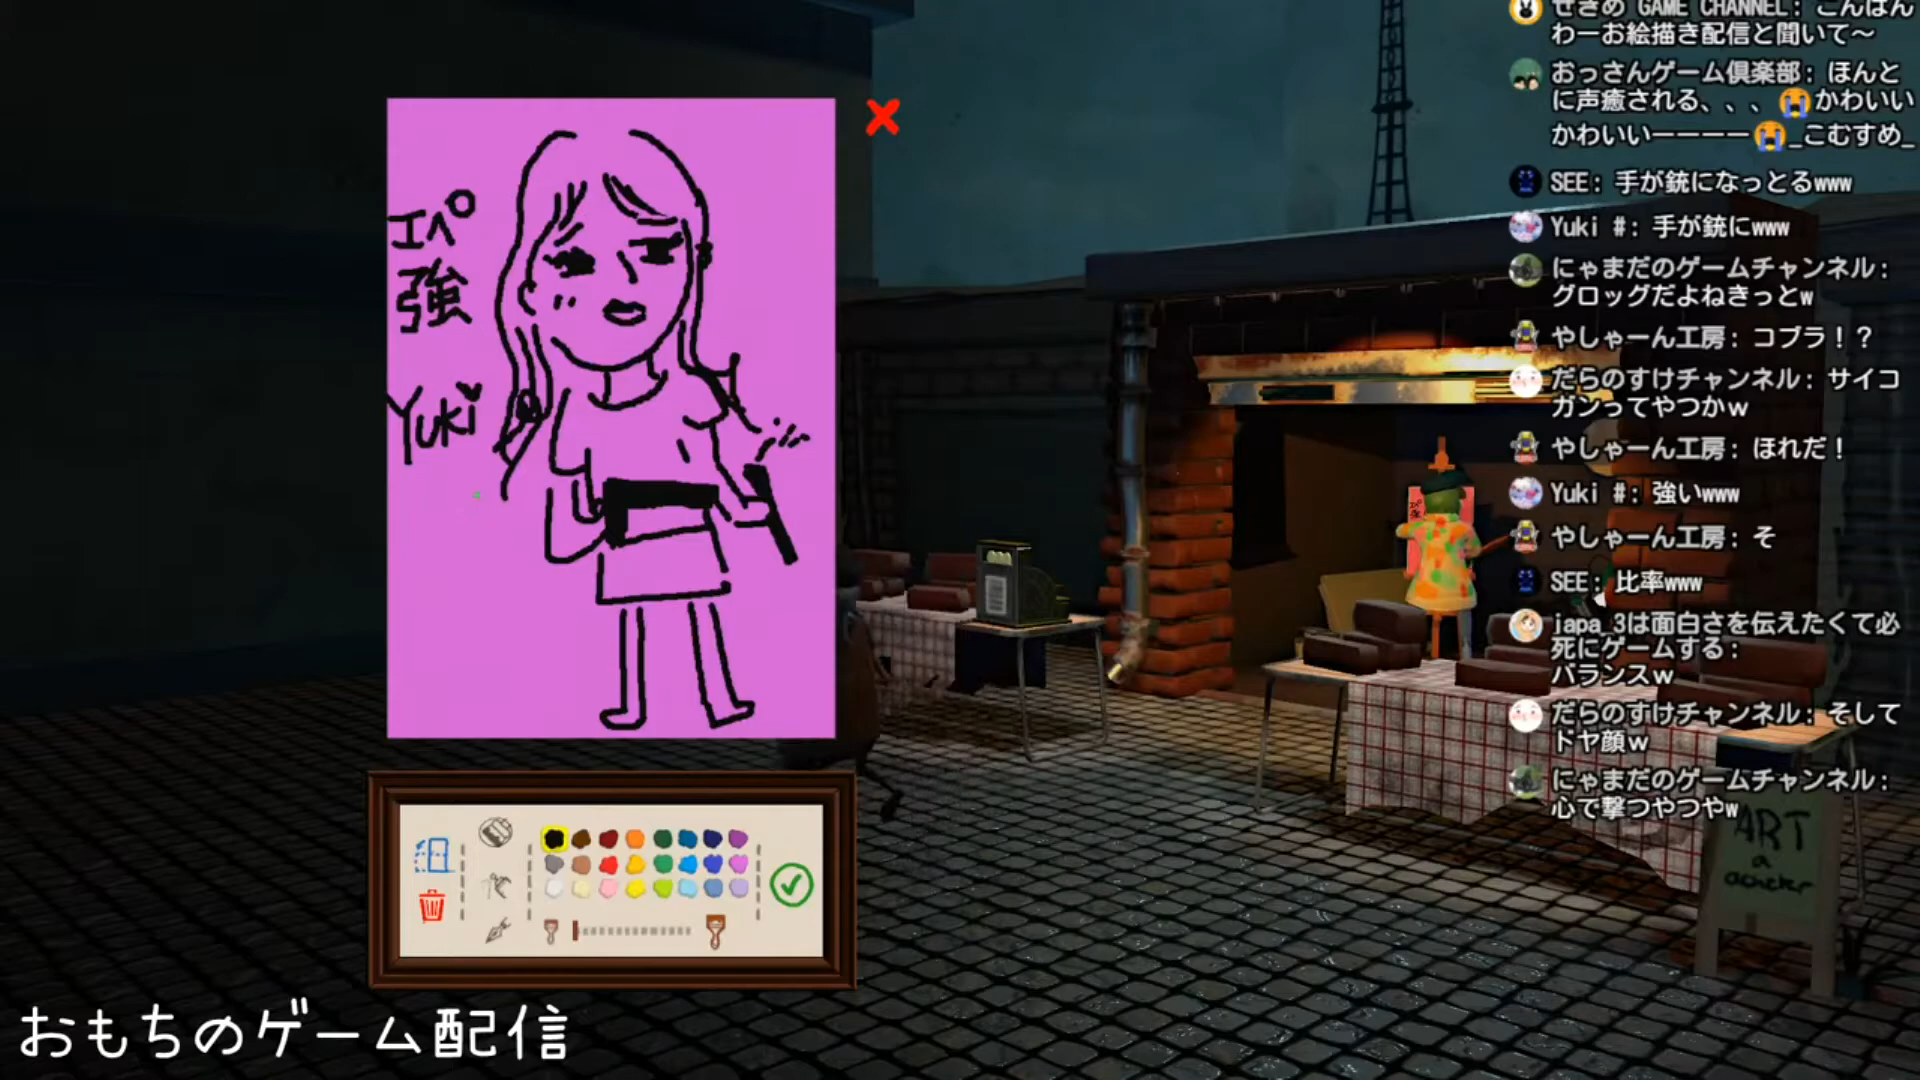 エペ
強
Yuki
せきめ GAME CHANNEL: こんばん
わーお絵描き配信と聞いて〜
おっさんゲーム倶楽部: ほんと
に声癒される、、、😭かわいい
かわいいーーーー😭_こむすめ_
SEE: 手が銃になっとるwww
Yuki #: 手が銃にwww
にゃまだのゲームチャンネル:
グロッグだよねきっとw
やしゃーん工房: コブラ！？
だらのすけチャンネル: サイコ
ガンってやつかｗ
やしゃーん工房: ほれだ！
Yuki #: 強いwww
やしゃーん工房: そ
SEE: 比率www
japa_3は面白さを伝えたくて必
死にゲームする:
バランスｗ
だらのすけチャンネル: そして
ドヤ顔ｗ
にゃまだのゲームチャンネル:
心で撃つやつやw
ART
a
acheter
おもちのゲーム配信